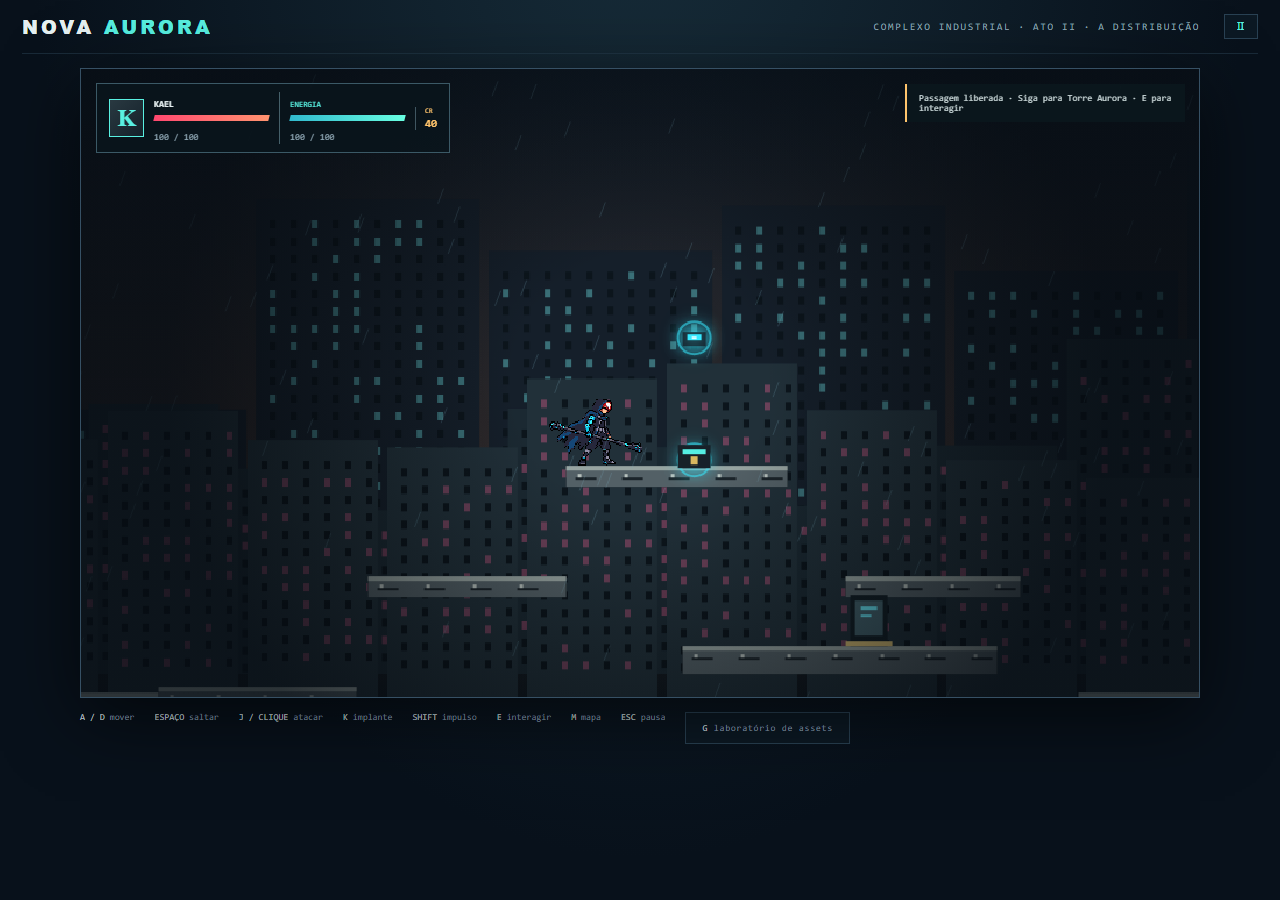 NOVA AURORA
COMPLEXO INDUSTRIAL · ATO II · A DISTRIBUIÇÃO
II
K
KAEL
100 / 100
ENERGIA
100 / 100
CR
40
Passagem liberada · Siga para Torre Aurora · E para
interagir
A / D mover ESPAÇO saltar J / CLIQUE atacar K implante SHIFT impulso E interagir M mapa ESC pausa
G laboratório de assets